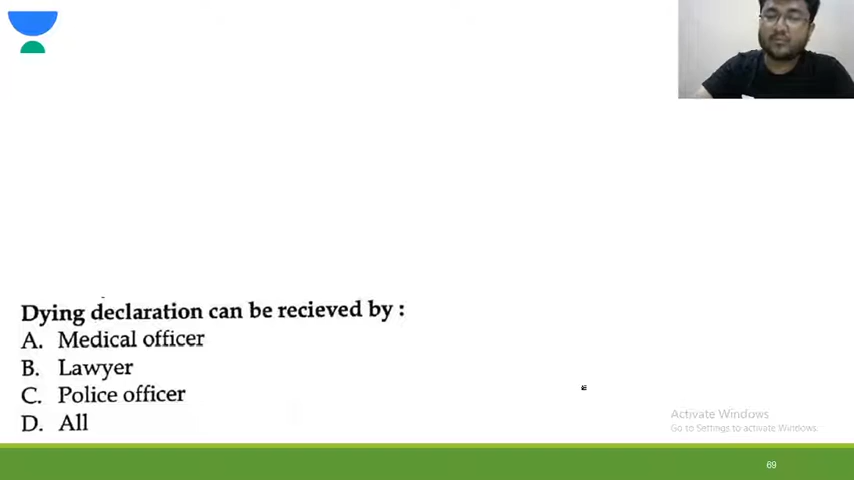 Dying declaration can be recieved by :
A. Medical officer
B. Lawyer
C. Police officer
D. All
Activate Windows
Go to Settings to activate Windows.
69